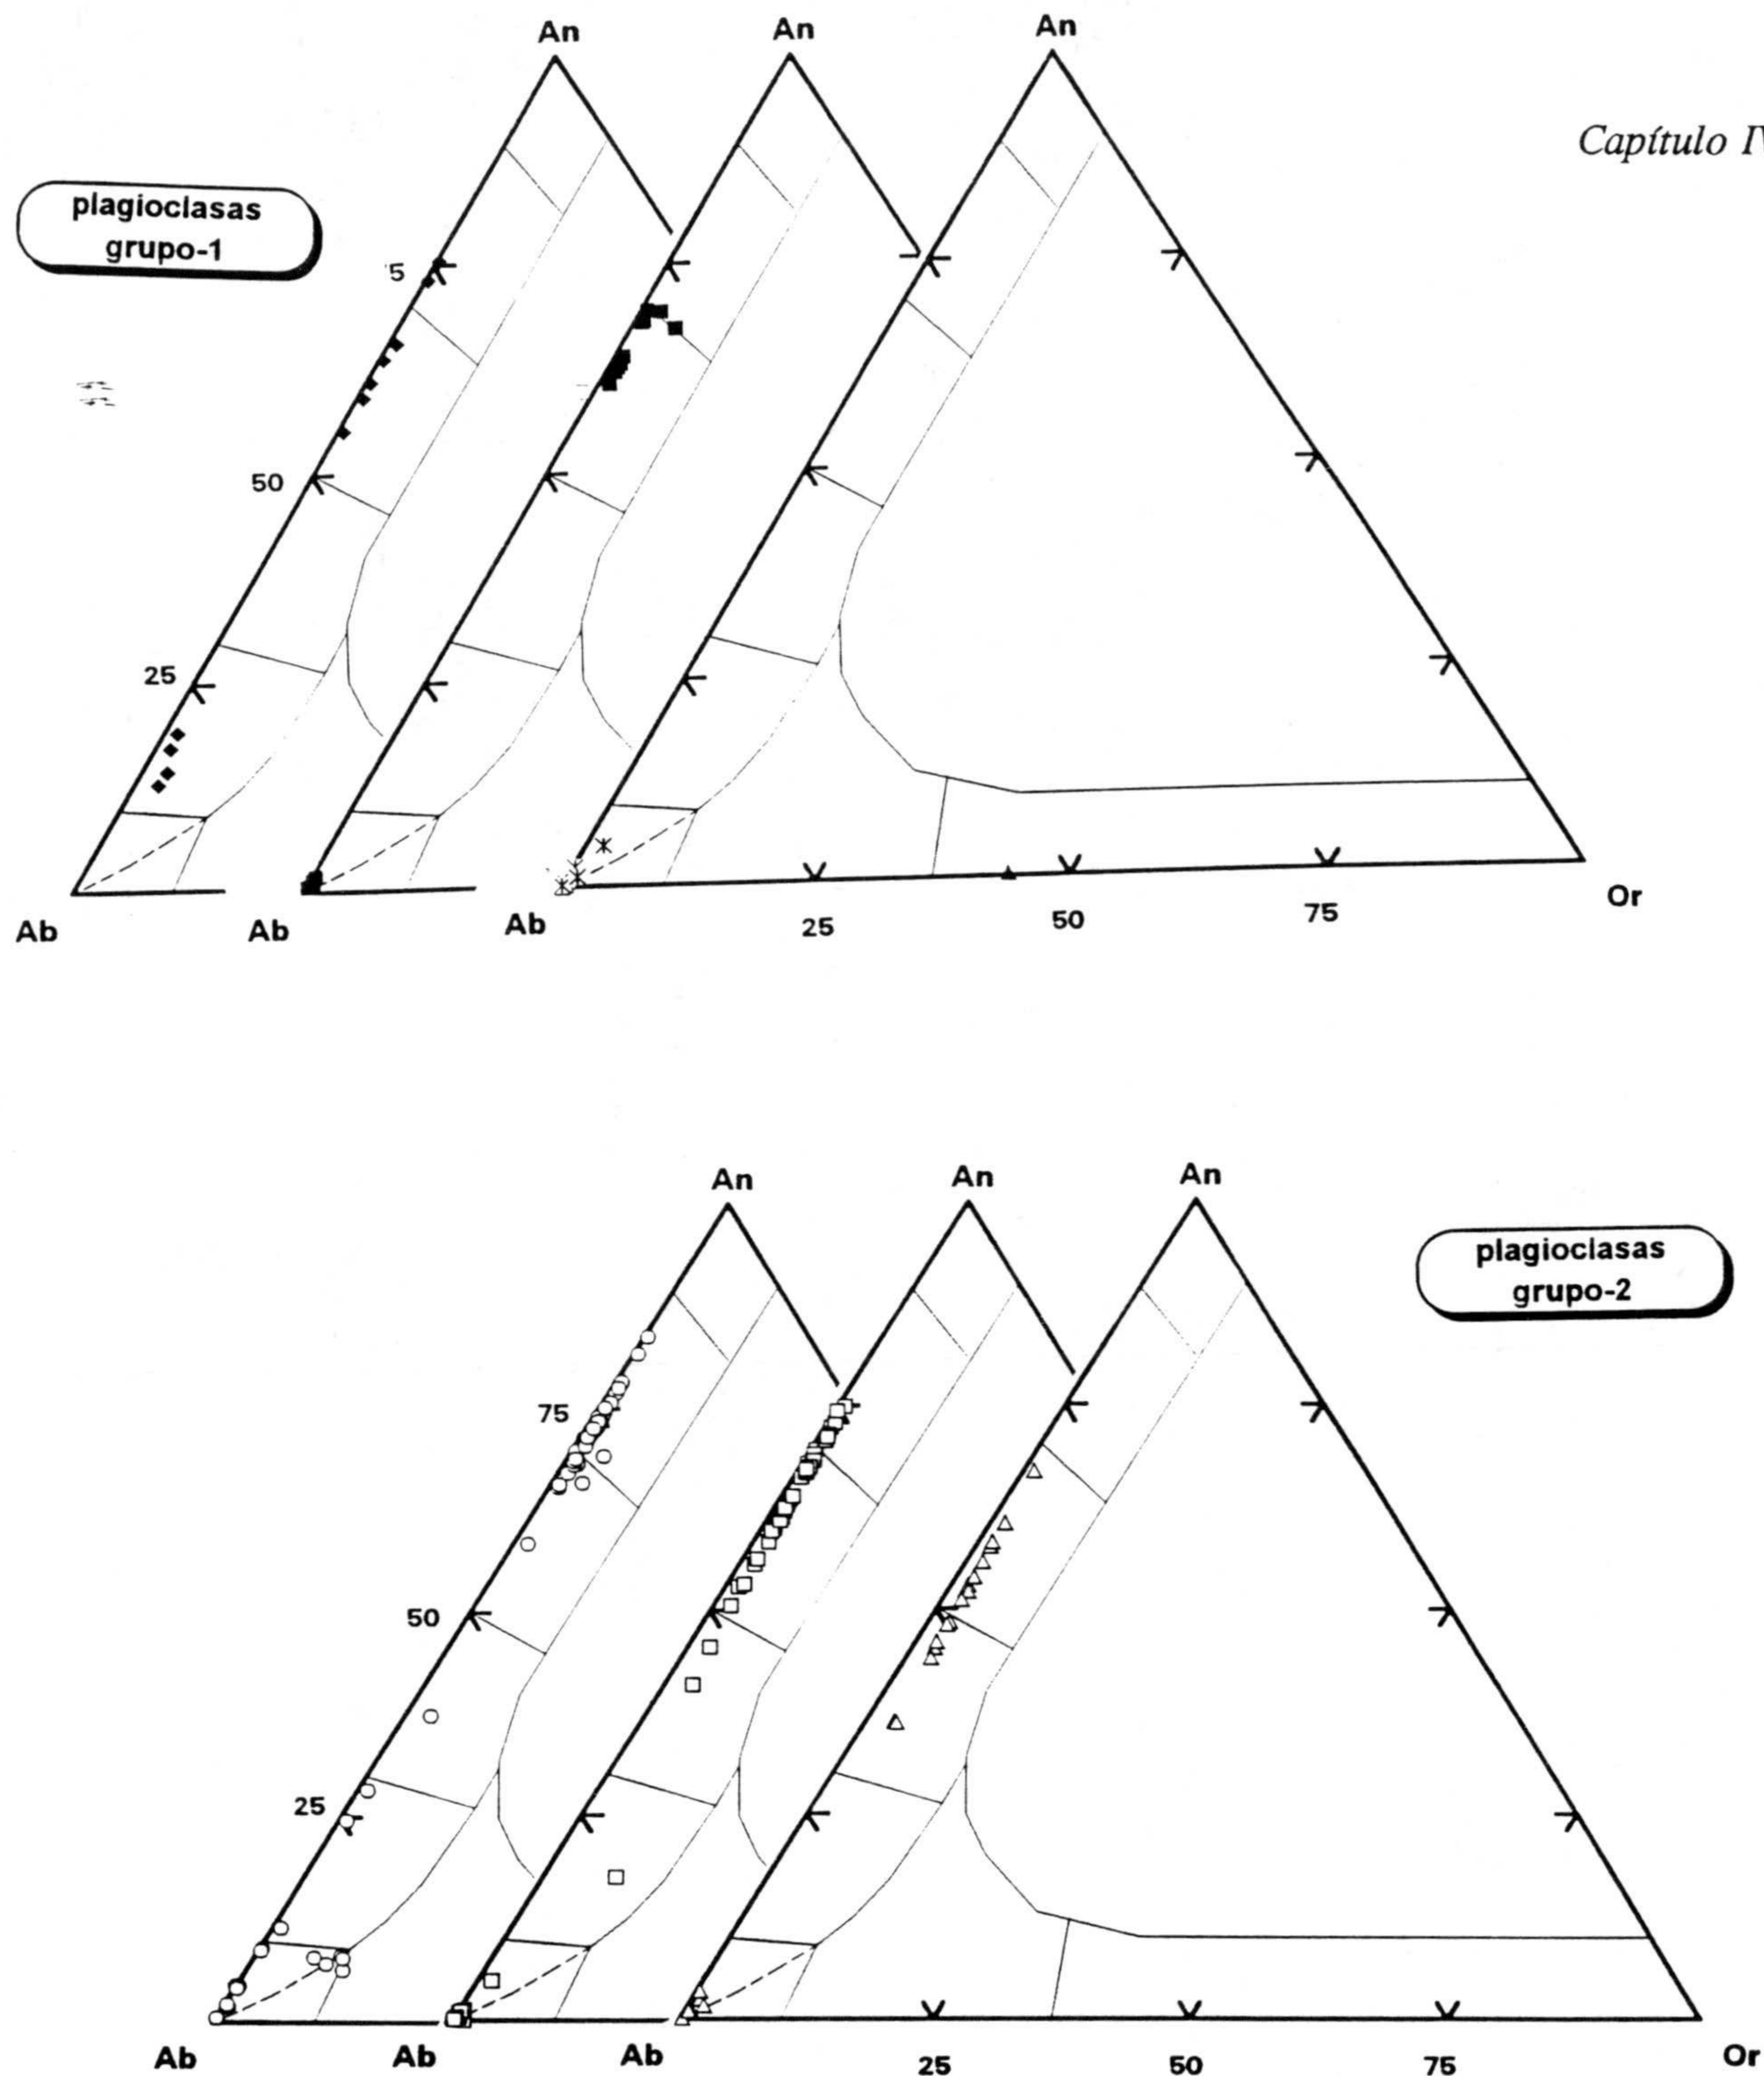 An An An
Capítulo IV
plagioclasas
grupo-1
'5
50
25
Ab Ab Ab 25 50 75 Or
An An An
plagioclasas
grupo-2
75
50
25
Ab Ab Ab 25 50 75 Or